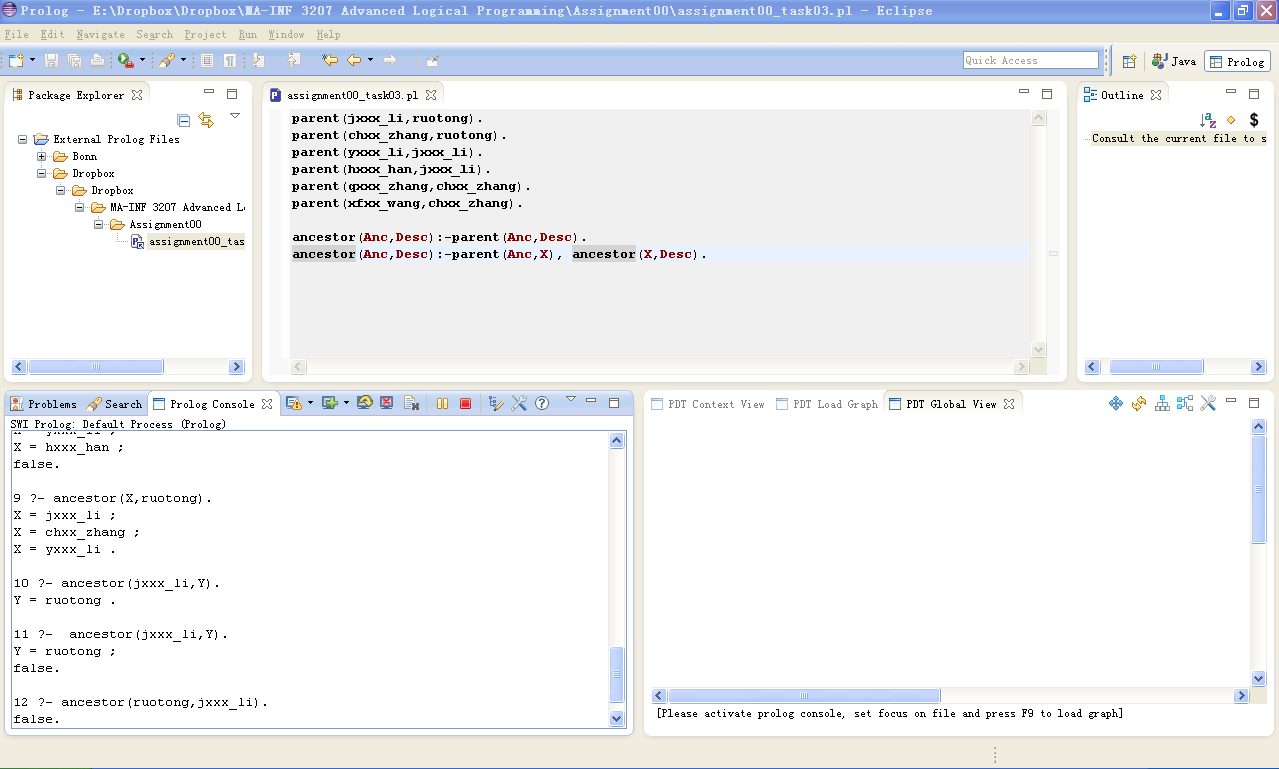 Prolog - E:\Dropbox\Dropbox\MA-INF 3207 Advanced Logical Programming\Assignment00\assignment00_task03.pl - Eclipse
File Edit Navigate Search Project Run Window Help
Quick Access
Java
Prolog
Package Explorer
External Prolog Files
Bonn
Dropbox
Dropbox
MA-INF 3207 Advanced L
Assignment00
assignment00_tas
assignment00_task03.pl
parent(jxxx_li,ruotong).
parent(chxx_zhang,ruotong).
parent(yxxx_li,jxxx_li).
parent(hxxx_han,jxxx_li).
parent(qxxx_zhang,chxx_zhang).
parent(xfxx_wang,chxx_zhang).
ancestor(Anc,Desc):-parent(Anc,Desc).
ancestor(Anc,Desc):-parent(Anc,X), ancestor(X,Desc).
Outline
Consult the current file to s
Problems Search Prolog Console
SWI Prolog: Default Process (Prolog)
X = hxxx_han ;
false.
9 ?- ancestor(X,ruotong).
X = jxxx_li ;
X = chxx_zhang ;
X = yxxx_li .
10 ?- ancestor(jxxx_li,Y).
Y = ruotong .
11 ?-  ancestor(jxxx_li,Y).
Y = ruotong ;
false.
12 ?- ancestor(ruotong,jxxx_li).
false.
PDT Context View PDT Load Graph PDT Global View
[Please activate prolog console, set focus on file and press F9 to load graph]